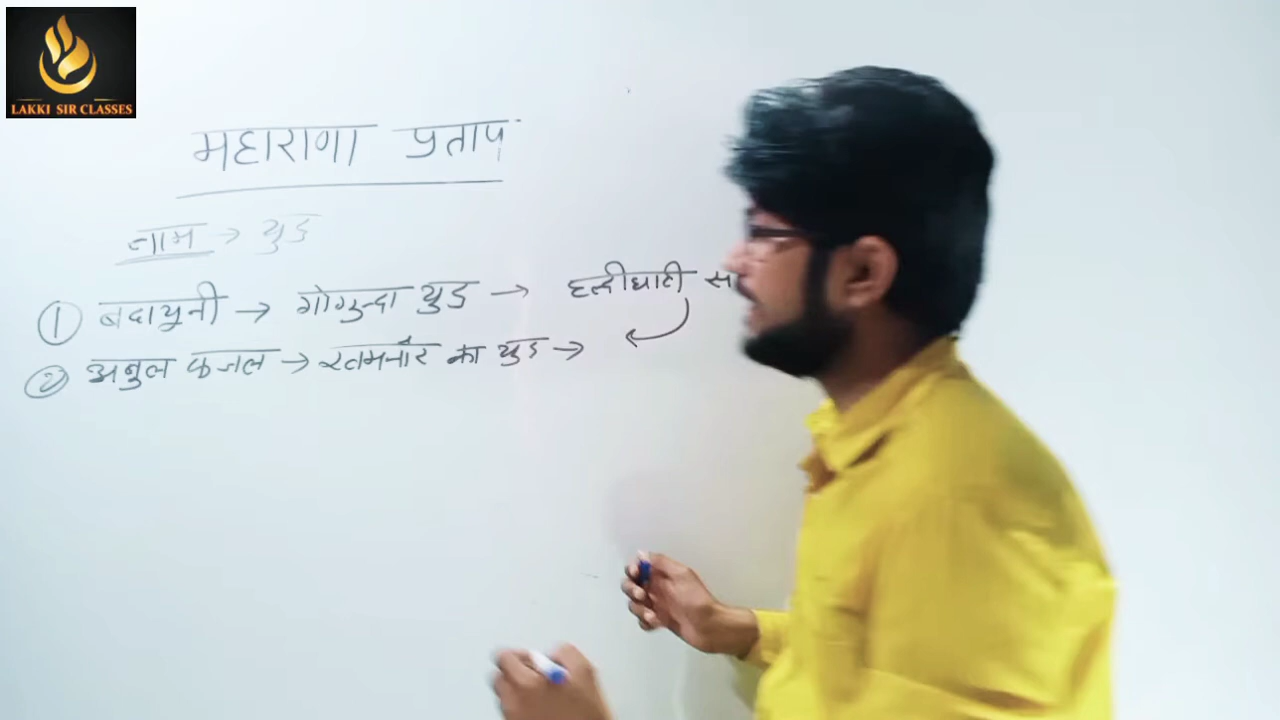 LAKKI SIR CLASSES
महाराणा प्रताप
नाम → युद्ध
① बदायुनी → गोगुन्दा युद्ध → हल्दीघाटी
② अबुल फजल → खमनौर का युद्ध →